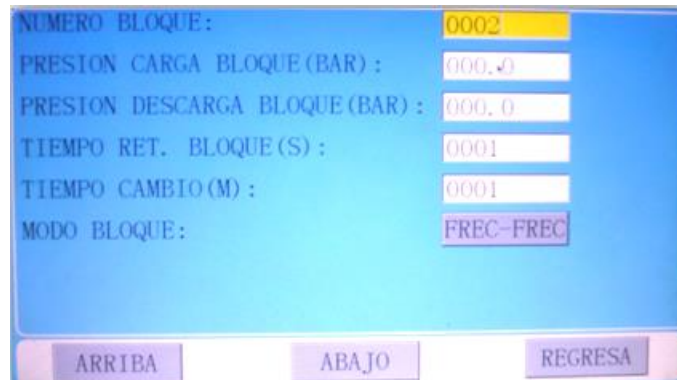 NUMERO BLOQUE: 0002
PRESION CARGA BLOQUE(BAR): 000.0
PRESION DESCARGA BLOQUE(BAR): 000.0
TIEMPO RET. BLOQUE(S): 0001
TIEMPO CAMBIO(M): 0001
MODO BLOQUE: FREC-FREC
ARRIBA ABAJO REGRESA